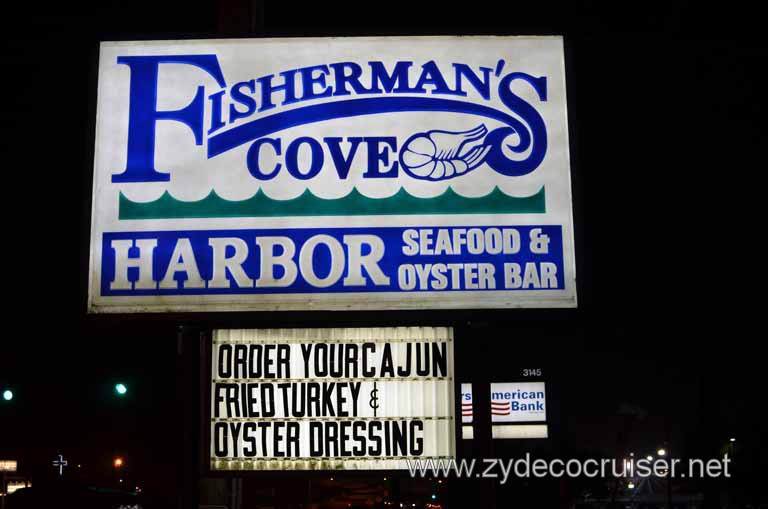 FISHERMAN'S
COVE
HARBOR SEAFOOD &
OYSTER BAR
ORDER YOUR CAJUN
FRIED TURKEY &
OYSTER DRESSING
3145
merican
Bank
www.zydecocruiser.net